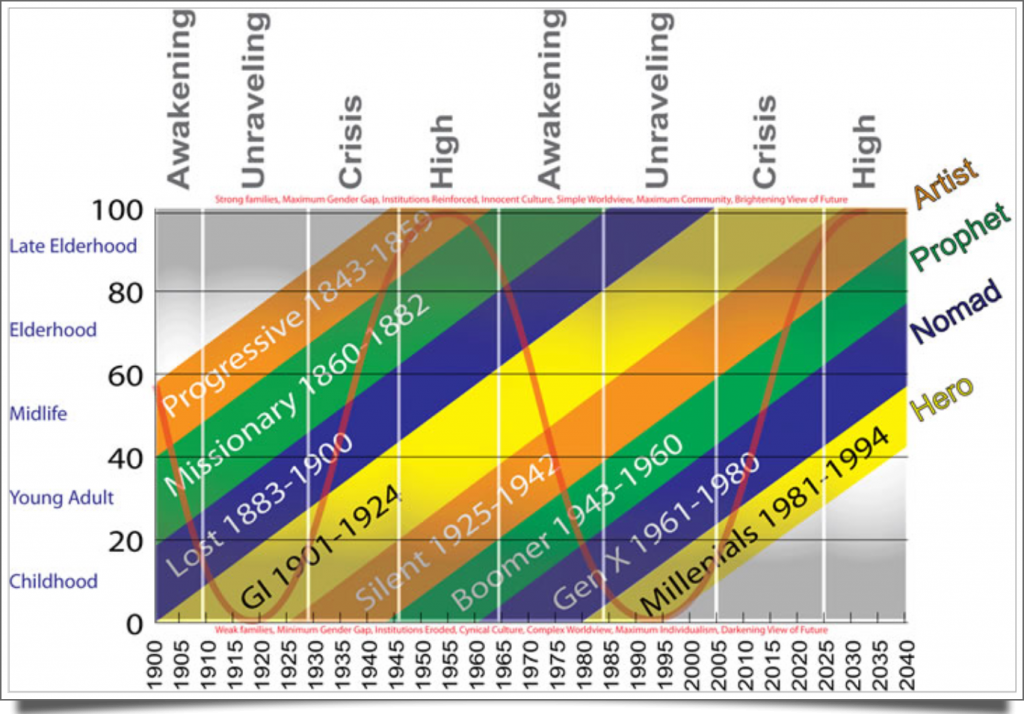 Awakening
Unraveling
Crisis
High
Awakening
Unraveling
Crisis
High
Strong families, Maximum Gender Gap, Institutions Reinforced, Innocent Culture, Simple Worldview, Maximum Community, Brightening View of Future
Artist
Prophet
Nomad
Hero
100
Late Elderhood
80
Elderhood
60
Midlife
40
Young Adult
20
Childhood
0
Progressive 1843-1859
Missionary 1860-1882
Lost 1883-1900
GI 1901-1924
Silent 1925-1942
Boomer 1943-1960
Gen X 1961-1980
Millenials 1981-1994
Weak families, Minimum Gender Gap, Institutions Eroded, Cynical Culture, Complex Worldview, Maximum Individualism, Darkening View of Future
1900 1905 1910 1915 1920 1925 1930 1935 1940 1945 1950 1955 1960 1965 1970 1975 1980 1985 1990 1995 2000 2005 2010 2015 2020 2025 2030 2035 2040